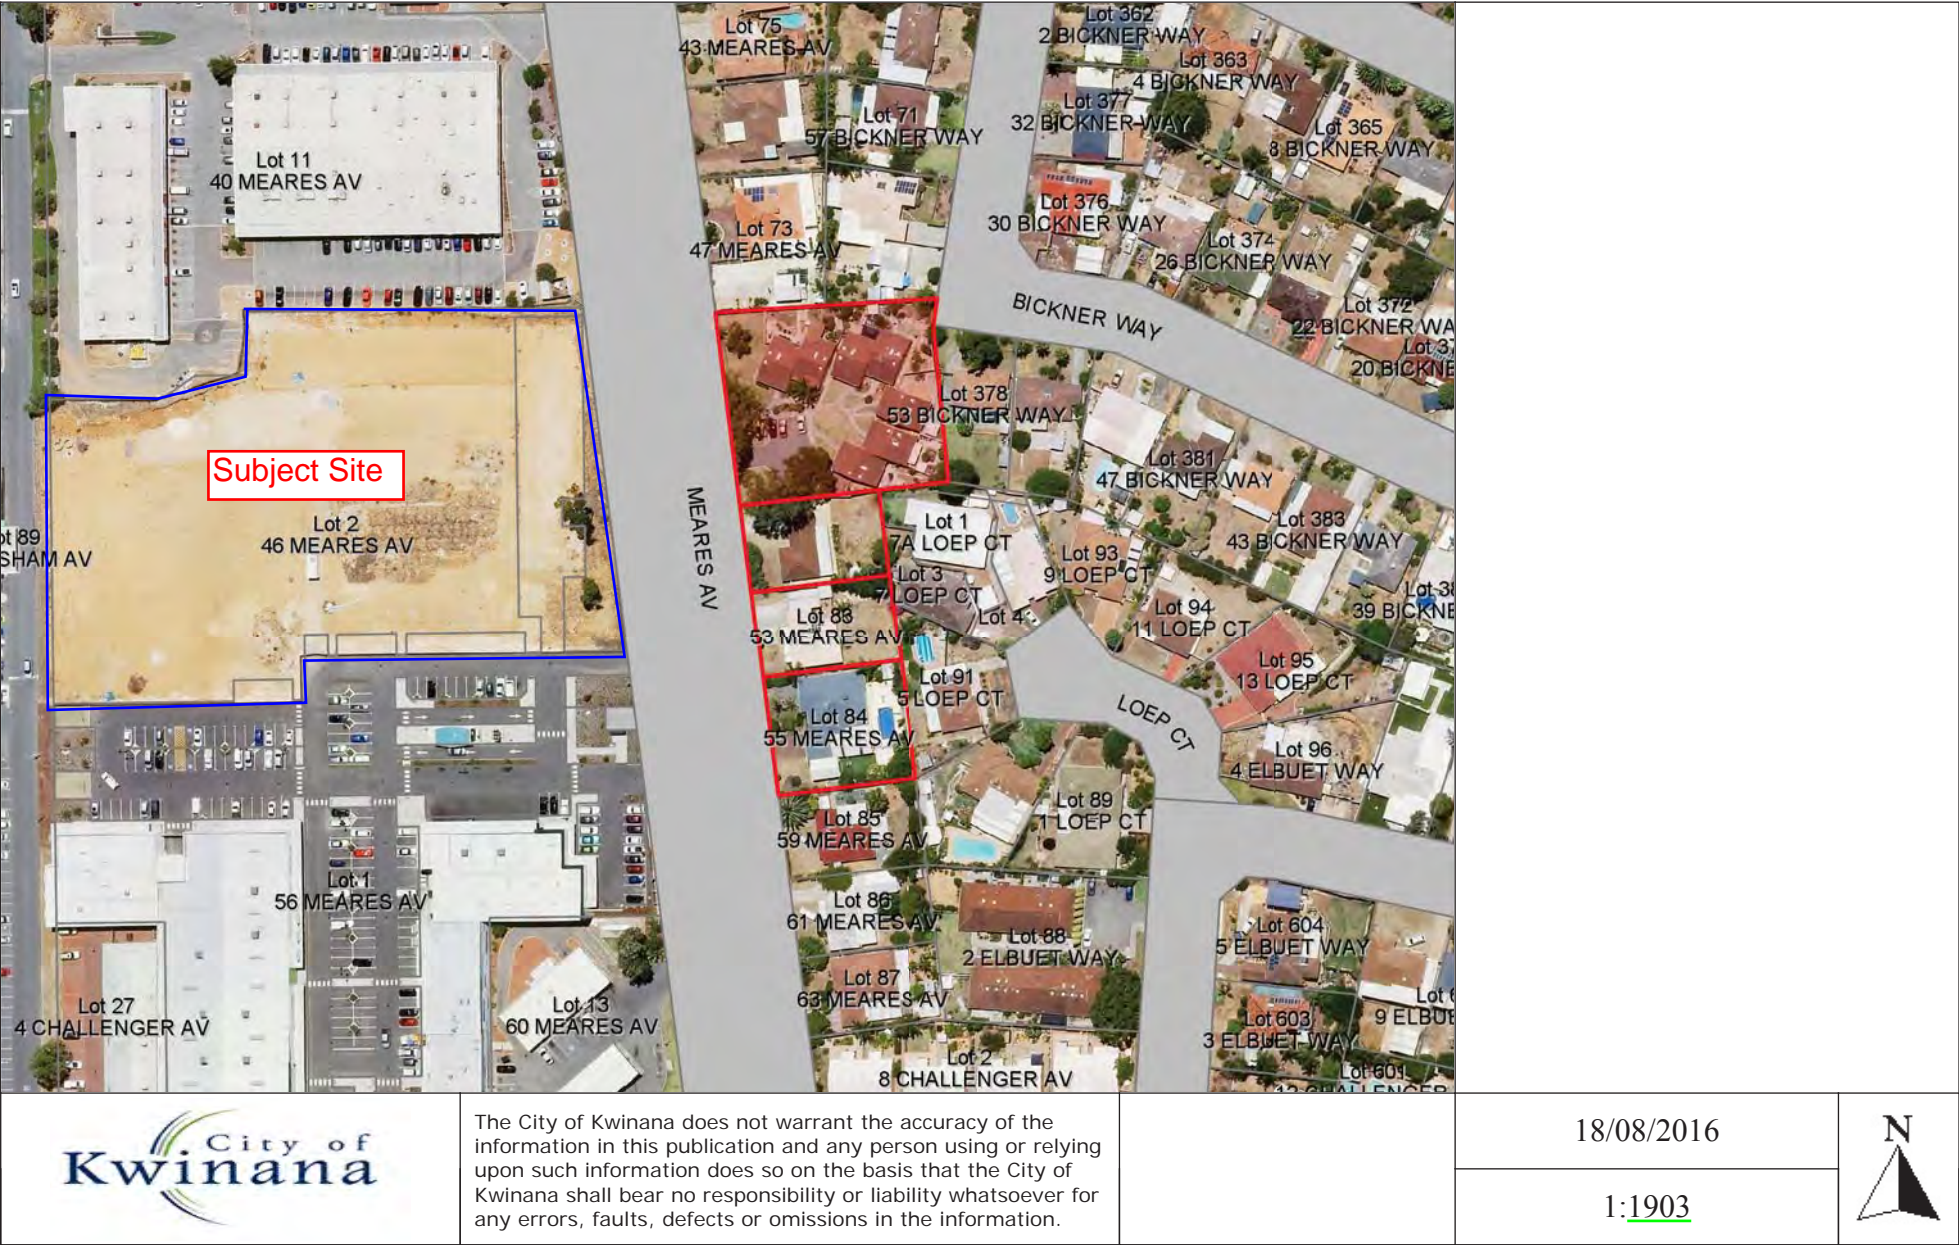 Lot 75
43 MEARES AV
Lot 362
2 BICKNER WAY
Lot 363
4 BICKNER WAY
Lot 377
32 BICKNER WAY
Lot 71
57 BICKNER WAY
Lot 365
8 BICKNER WAY
Lot 11
40 MEARES AV
Lot 376
30 BICKNER WAY
Lot 73
47 MEARES AV
Lot 374
26 BICKNER WAY
BICKNER WAY
Lot 372
22 BICKNER WA
Lot 37
20 BICKNE
Lot 378
53 BICKNER WAY
Subject Site
Lot 381
47 BICKNER WAY
Lot 2
46 MEARES AV
ot 89
SHAM AV
MEARES AV
Lot 1
7A LOEP CT
Lot 383
43 BICKNER WAY
Lot 93
9 LOEP CT
Lot 3
7 LOEP CT
Lot 4
Lot 38
39 BICKNE
Lot 83
53 MEARES AV
Lot 94
11 LOEP CT
Lot 95
13 LOEP CT
Lot 91
5 LOEP CT
LOEP CT
Lot 84
55 MEARES AV
Lot 96
4 ELBUET WAY
Lot 89
1 LOEP CT
Lot 85
59 MEARES AV
Lot 1
56 MEARES AV
Lot 86
61 MEARES AV
Lot 88
2 ELBUET WAY
Lot 604
5 ELBUET WAY
Lot 87
63 MEARES AV
Lot 27
4 CHALLENGER AV
Lot 13
60 MEARES AV
Lot 603
3 ELBUET WAY
Lot 6
9 ELBUE
Lot 2
8 CHALLENGER AV
Lot 601
12 CHALLENGER
City of
Kwinana
The City of Kwinana does not warrant the accuracy of the
information in this publication and any person using or relying
upon such information does so on the basis that the City of
Kwinana shall bear no responsibility or liability whatsoever for
any errors, faults, defects or omissions in the information.
18/08/2016
1:1903
N